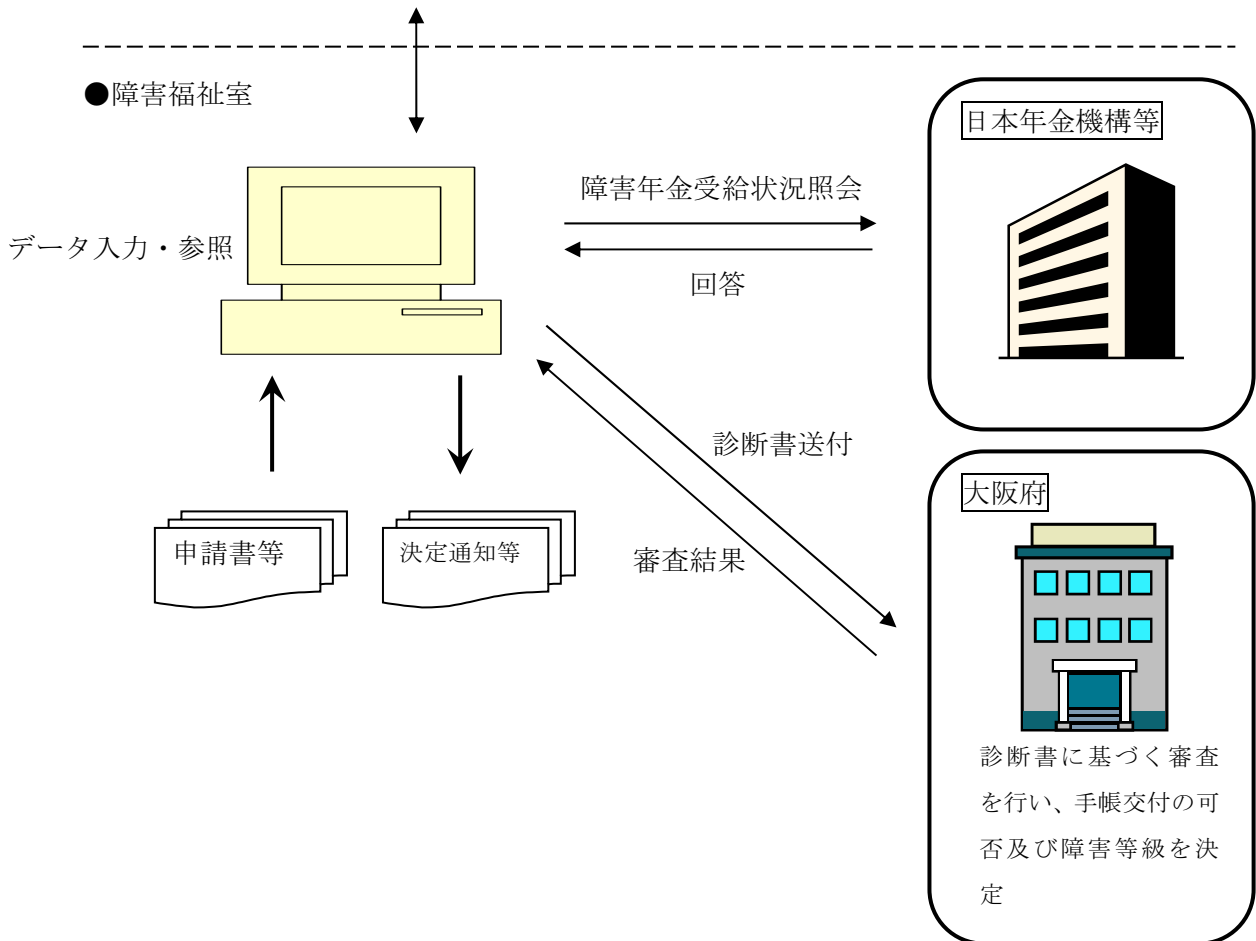 ●障害福祉室
日本年金機構等
障害年金受給状況照会
データ入力・参照
回答
診断書送付
大阪府
申請書等
決定通知等
審査結果
診断書に基づく審査
を行い、手帳交付の可
否及び障害等級を決
定